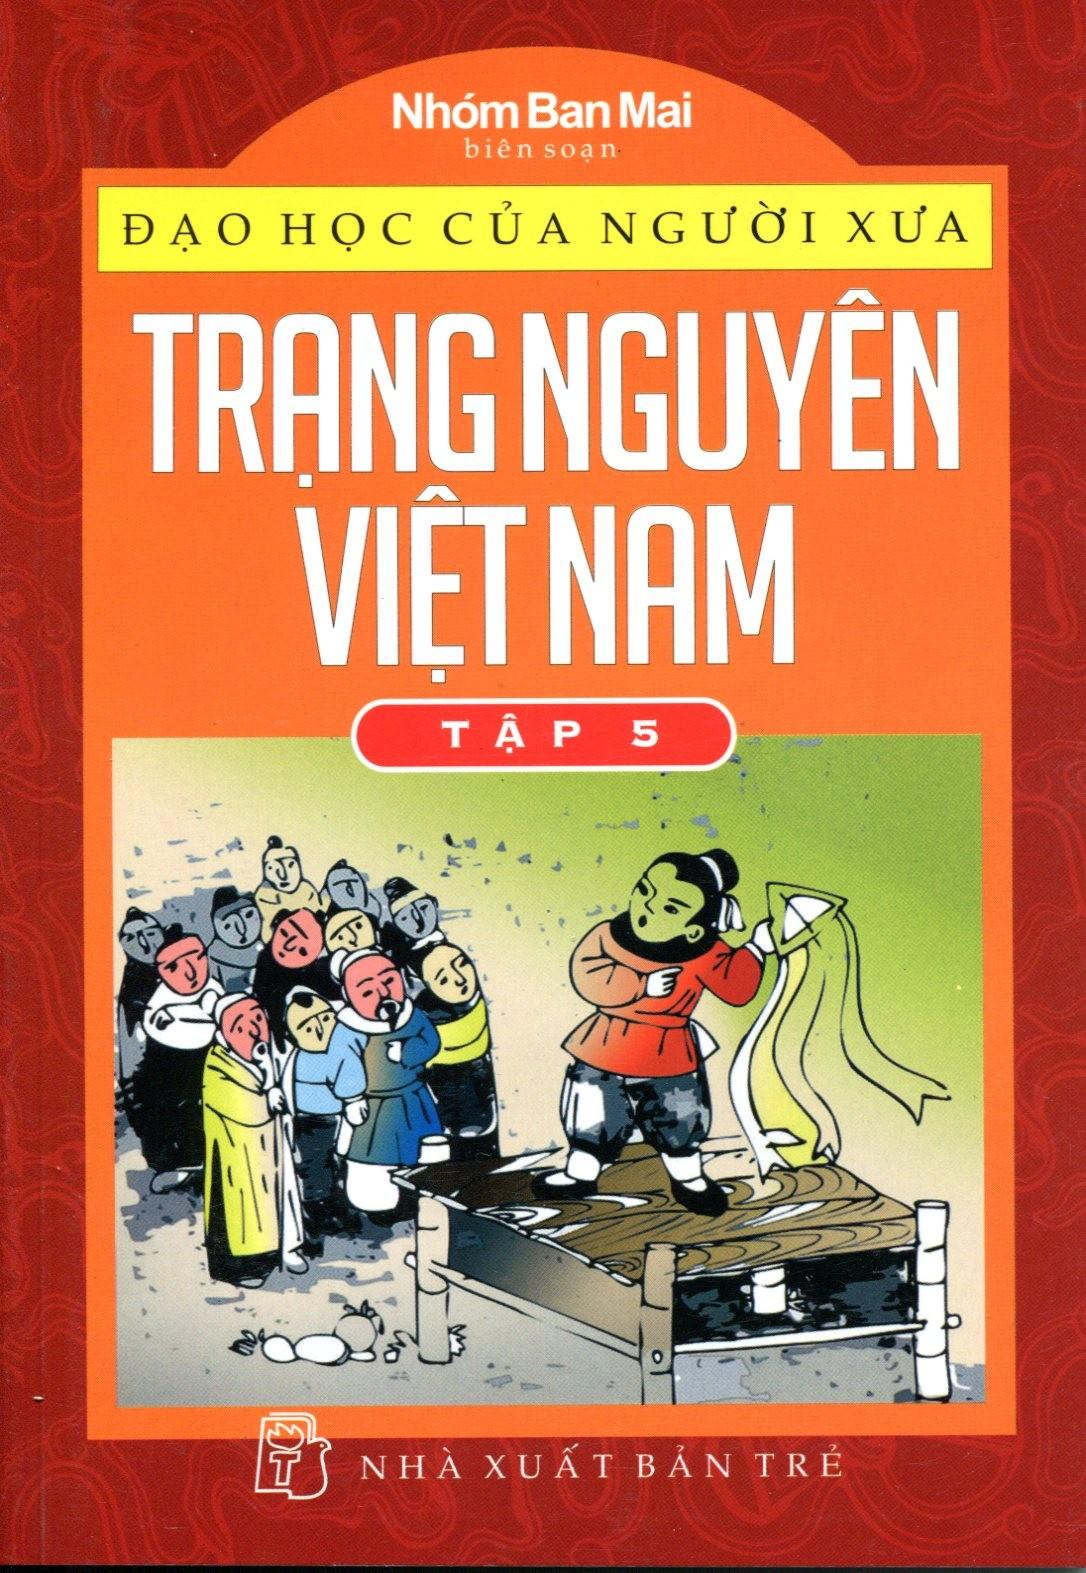 Nhóm Ban Mai
biên soạn
ĐẠO HỌC CỦA NGƯỜI XƯA
TRẠNG NGUYÊN
VIỆT NAM
TẬP 5
T
NHÀ XUẤT BẢN TRẺ